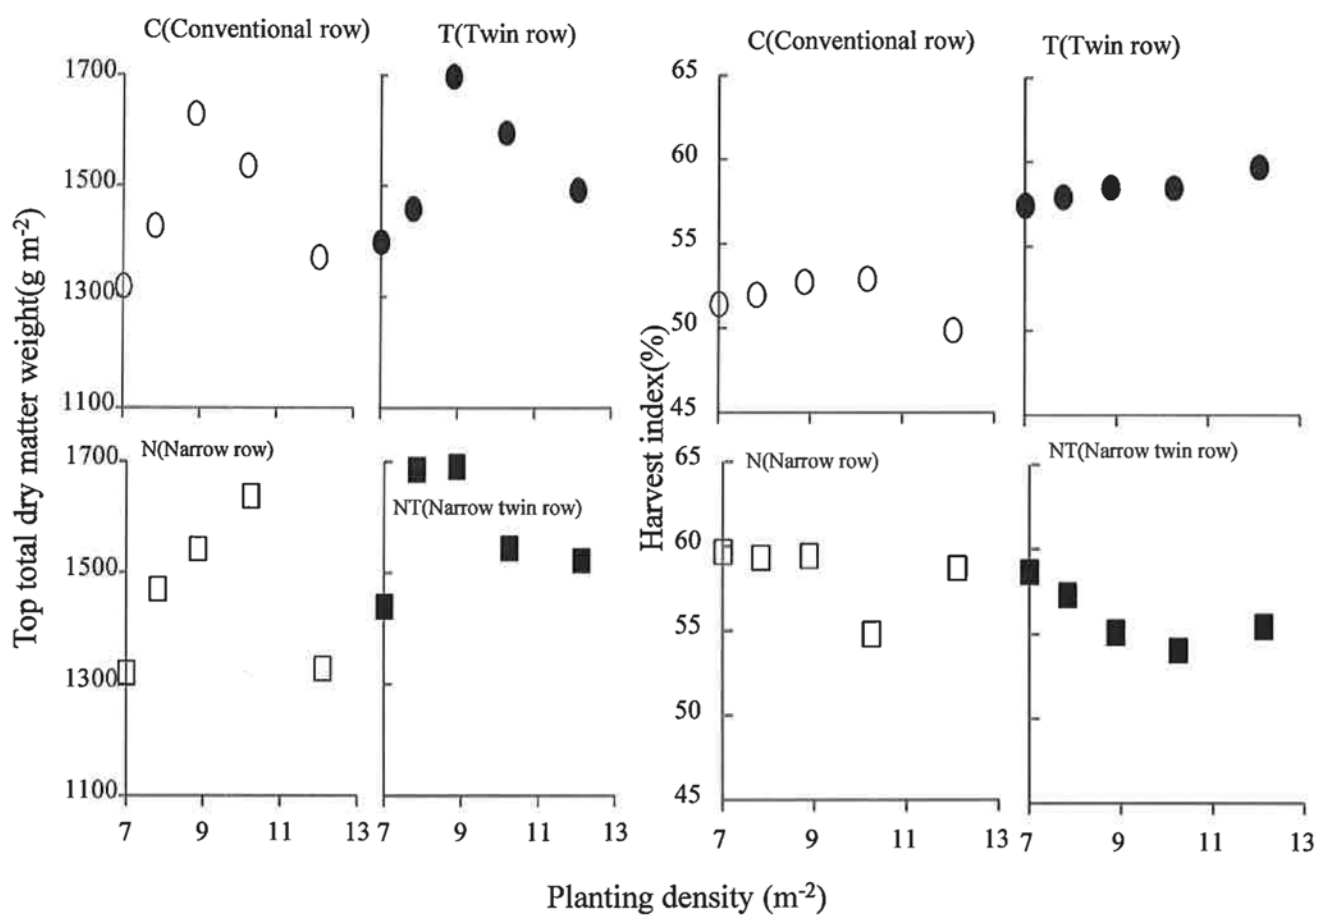 C(Conventional row)
T(Twin row)
C(Conventional row)
T(Twin row)
1700
1500
1300
1100
65
60
55
50
45
N(Narrow row)
NT(Narrow twin row)
N(Narrow row)
NT(Narrow twin row)
1700
1500
1300
1100
65
60
55
50
45
Top total dry matter weight(g m-2)
Harvest index(%)
7 9 11 13 7 9 11 13
7 9 11 13 7 9 11 13
Planting density (m-2)